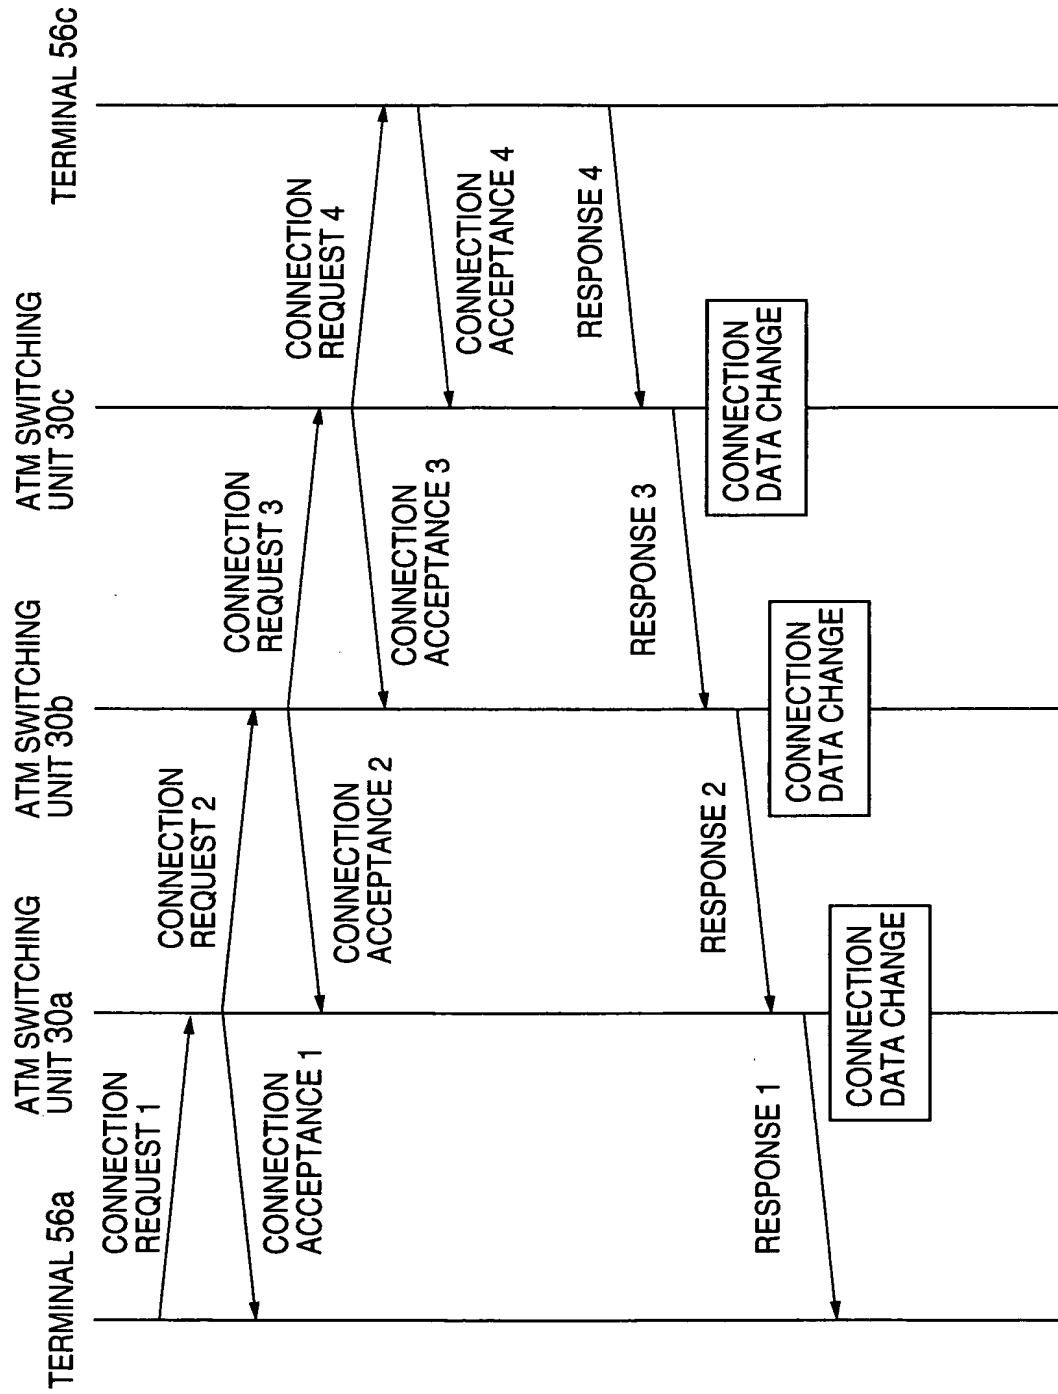 TERMINAL 56a
ATM SWITCHING
UNIT 30a
ATM SWITCHING
UNIT 30b
ATM SWITCHING
UNIT 30c
TERMINAL 56c
CONNECTION
REQUEST 1
CONNECTION
REQUEST 2
CONNECTION
REQUEST 3
CONNECTION
REQUEST 4
CONNECTION
ACCEPTANCE 1
CONNECTION
ACCEPTANCE 2
CONNECTION
ACCEPTANCE 3
CONNECTION
ACCEPTANCE 4
RESPONSE 4
RESPONSE 3
RESPONSE 2
RESPONSE 1
CONNECTION
DATA CHANGE
CONNECTION
DATA CHANGE
CONNECTION
DATA CHANGE